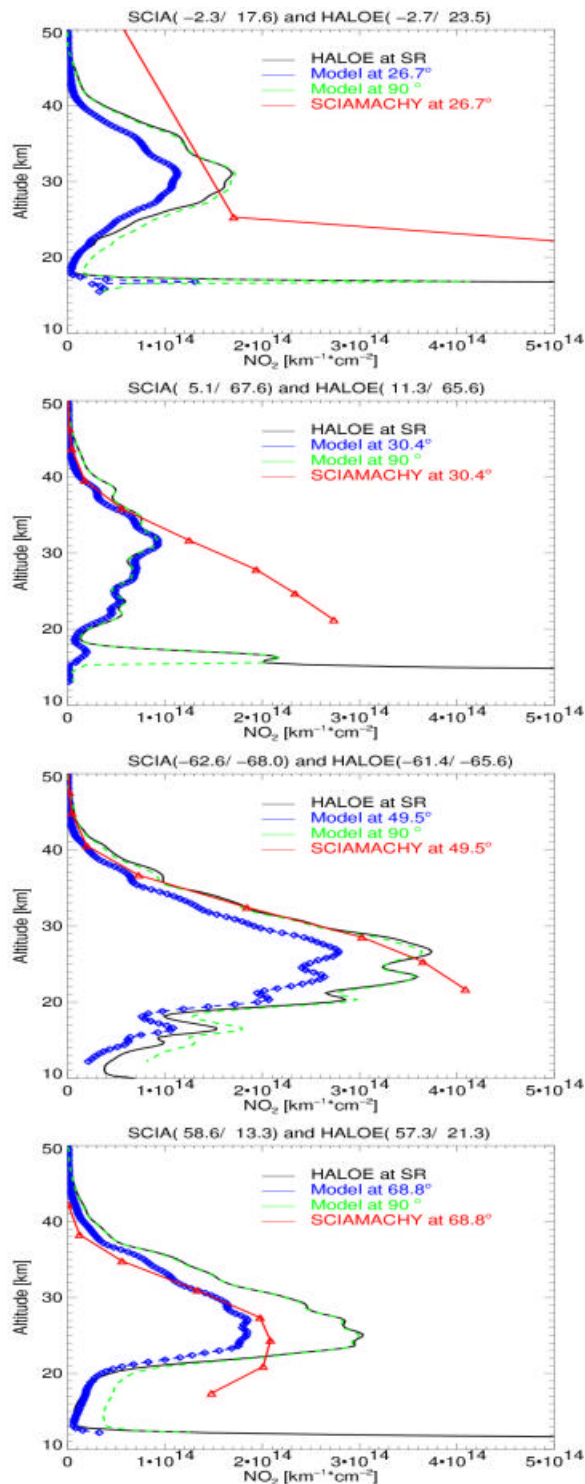 SCIA( −2.3/ 17.6) and HALOE( −2.7/ 23.5)
50
40
30
20
10
Altitude [km]
HALOE at SR
Model at 26.7°
Model at 90 °
SCIAMACHY at 26.7°
0 1•10¹⁴ 2•10¹⁴ 3•10¹⁴ 4•10¹⁴ 5•10¹⁴
NO₂ [km⁻¹*cm⁻²]
SCIA( 5.1/ 67.6) and HALOE( 11.3/ 65.6)
50
40
30
20
10
Altitude [km]
HALOE at SR
Model at 30.4°
Model at 90 °
SCIAMACHY at 30.4°
0 1•10¹⁴ 2•10¹⁴ 3•10¹⁴ 4•10¹⁴ 5•10¹⁴
NO₂ [km⁻¹*cm⁻²]
SCIA(−62.6/ −68.0) and HALOE(−61.4/ −65.6)
50
40
30
20
10
Altitude [km]
HALOE at SR
Model at 49.5°
Model at 90 °
SCIAMACHY at 49.5°
0 1•10¹⁴ 2•10¹⁴ 3•10¹⁴ 4•10¹⁴ 5•10¹⁴
NO₂ [km⁻¹*cm⁻²]
SCIA( 58.6/ 13.3) and HALOE( 57.3/ 21.3)
50
40
30
20
10
Altitude [km]
HALOE at SR
Model at 68.8°
Model at 90 °
SCIAMACHY at 68.8°
0 1•10¹⁴ 2•10¹⁴ 3•10¹⁴ 4•10¹⁴ 5•10¹⁴
NO₂ [km⁻¹*cm⁻²]